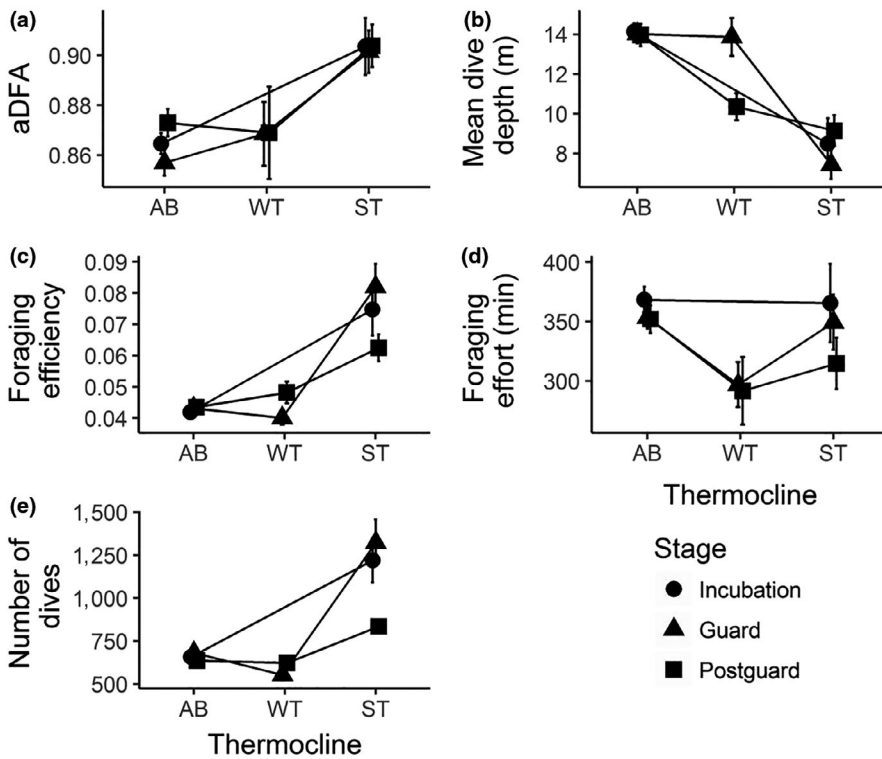 (a)
aDFA
0.90
0.88
0.86
AB WT ST
(b)
Mean dive
depth (m)
14
12
10
8
AB WT ST
(c)
Foraging
efficiency
0.09
0.08
0.07
0.06
0.05
0.04
AB WT ST
(d)
Foraging
effort (min)
400
350
300
AB WT ST
Thermocline
(e)
Number of
dives
1,500
1,250
1,000
750
500
AB WT ST
Thermocline
Stage
Incubation
Guard
Postguard